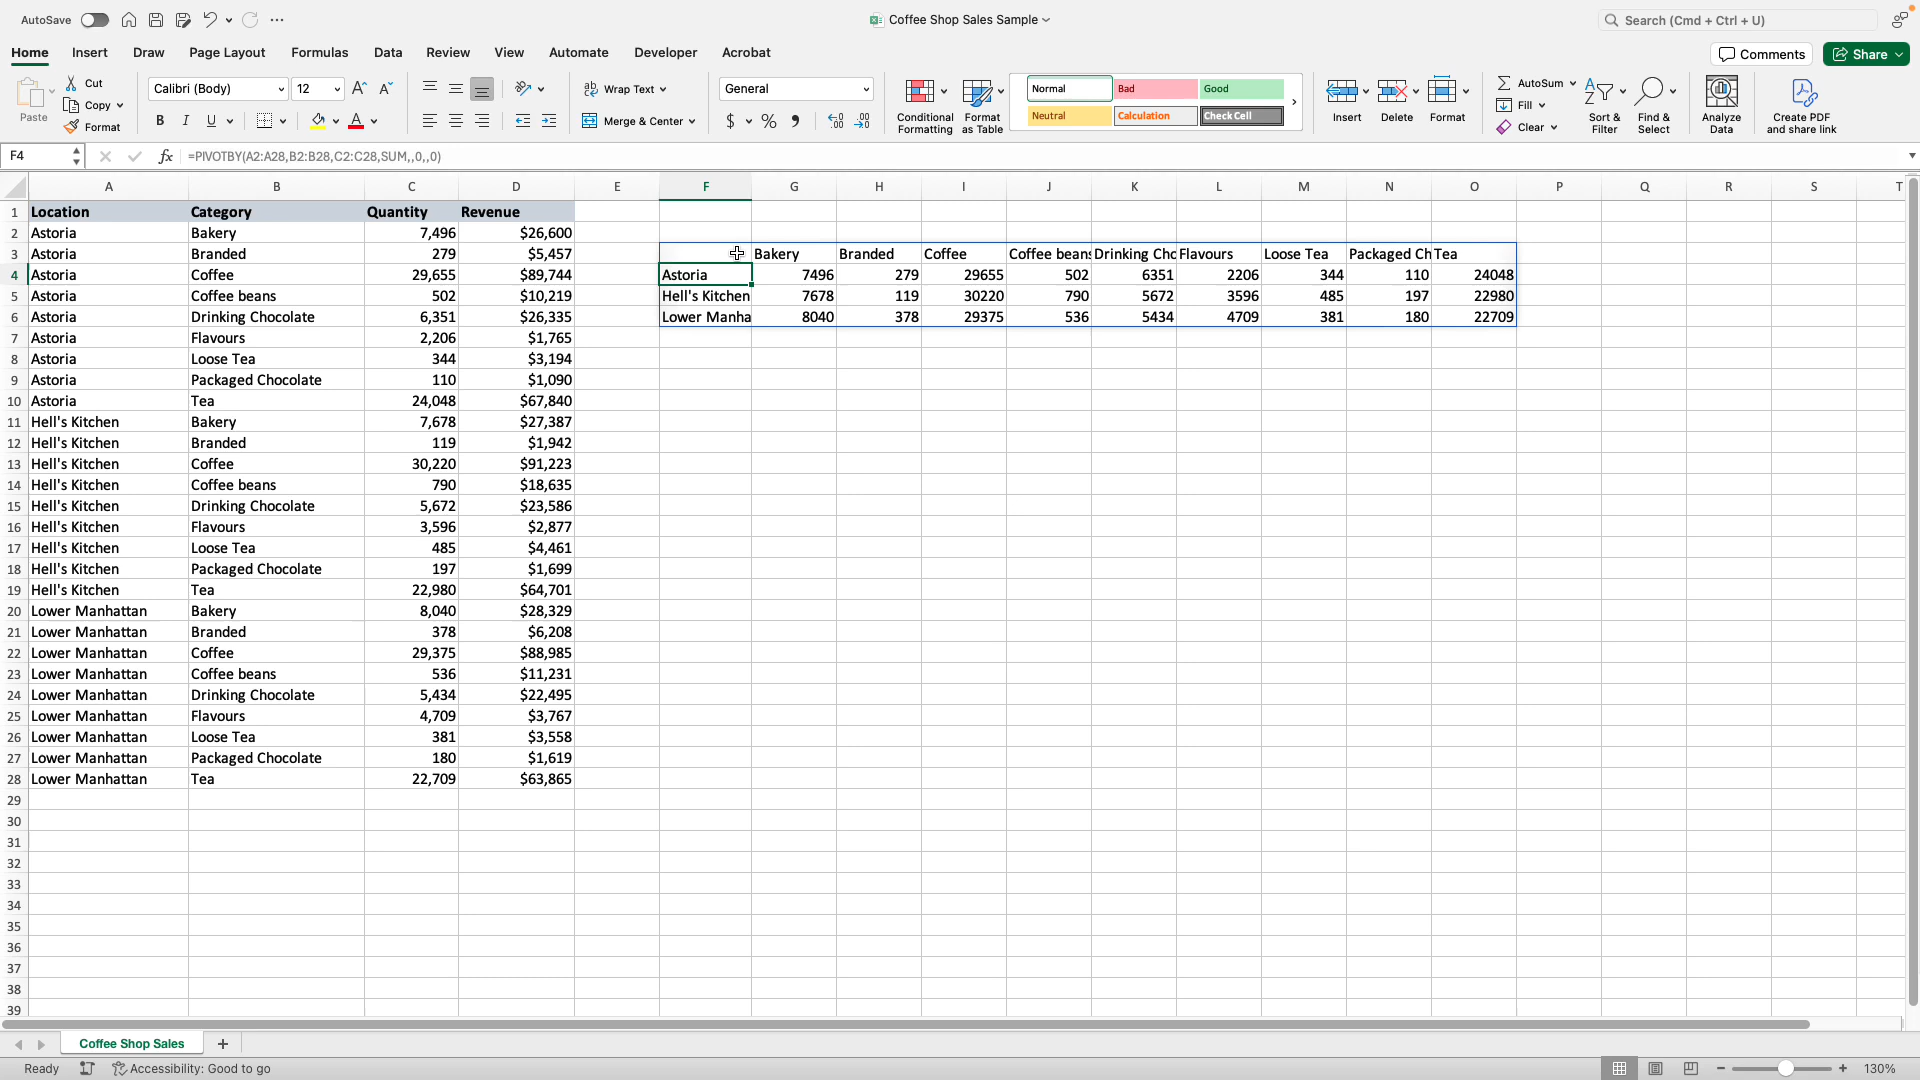 AutoSave
Coffee Shop Sales Sample
Search (Cmd + Ctrl + U)
Home Insert Draw Page Layout Formulas Data Review View Automate Developer Acrobat
Comments Share
Paste
Cut
Copy
Format
Calibri (Body) 12
B I U
Wrap Text
Merge & Center
General
$ %
Conditional Formatting
Format as Table
Normal Bad Good
Neutral Calculation Check Cell
Insert Delete Format
AutoSum
Fill
Clear
Sort & Filter
Find & Select
Analyze Data
Create PDF and share link
F4 fx =PIVOTBY(A2:A28,B2:B28,C2:C28,SUM,,0,,0)
A B C D E F G H I J K L M N O P Q R S T
1 Location Category Quantity Revenue
2 Astoria Bakery 7,496 $26,600
3 Astoria Branded 279 $5,457 Bakery Branded Coffee Coffee beans Drinking Cho Flavours Loose Tea Packaged Ch Tea
4 Astoria Coffee 29,655 $89,744 Astoria 7496 279 29655 502 6351 2206 344 110 24048
5 Astoria Coffee beans 502 $10,219 Hell's Kitchen 7678 119 30220 790 5672 3596 485 197 22980
6 Astoria Drinking Chocolate 6,351 $26,335 Lower Manha 8040 378 29375 536 5434 4709 381 180 22709
7 Astoria Flavours 2,206 $1,765
8 Astoria Loose Tea 344 $3,194
9 Astoria Packaged Chocolate 110 $1,090
10 Astoria Tea 24,048 $67,840
11 Hell's Kitchen Bakery 7,678 $27,387
12 Hell's Kitchen Branded 119 $1,942
13 Hell's Kitchen Coffee 30,220 $91,223
14 Hell's Kitchen Coffee beans 790 $18,635
15 Hell's Kitchen Drinking Chocolate 5,672 $23,586
16 Hell's Kitchen Flavours 3,596 $2,877
17 Hell's Kitchen Loose Tea 485 $4,461
18 Hell's Kitchen Packaged Chocolate 197 $1,699
19 Hell's Kitchen Tea 22,980 $64,701
20 Lower Manhattan Bakery 8,040 $28,329
21 Lower Manhattan Branded 378 $6,208
22 Lower Manhattan Coffee 29,375 $88,985
23 Lower Manhattan Coffee beans 536 $11,231
24 Lower Manhattan Drinking Chocolate 5,434 $22,495
25 Lower Manhattan Flavours 4,709 $3,767
26 Lower Manhattan Loose Tea 381 $3,558
27 Lower Manhattan Packaged Chocolate 180 $1,619
28 Lower Manhattan Tea 22,709 $63,865
29
30
31
32
33
34
35
36
37
38
39
Coffee Shop Sales
Ready Accessibility: Good to go 130%